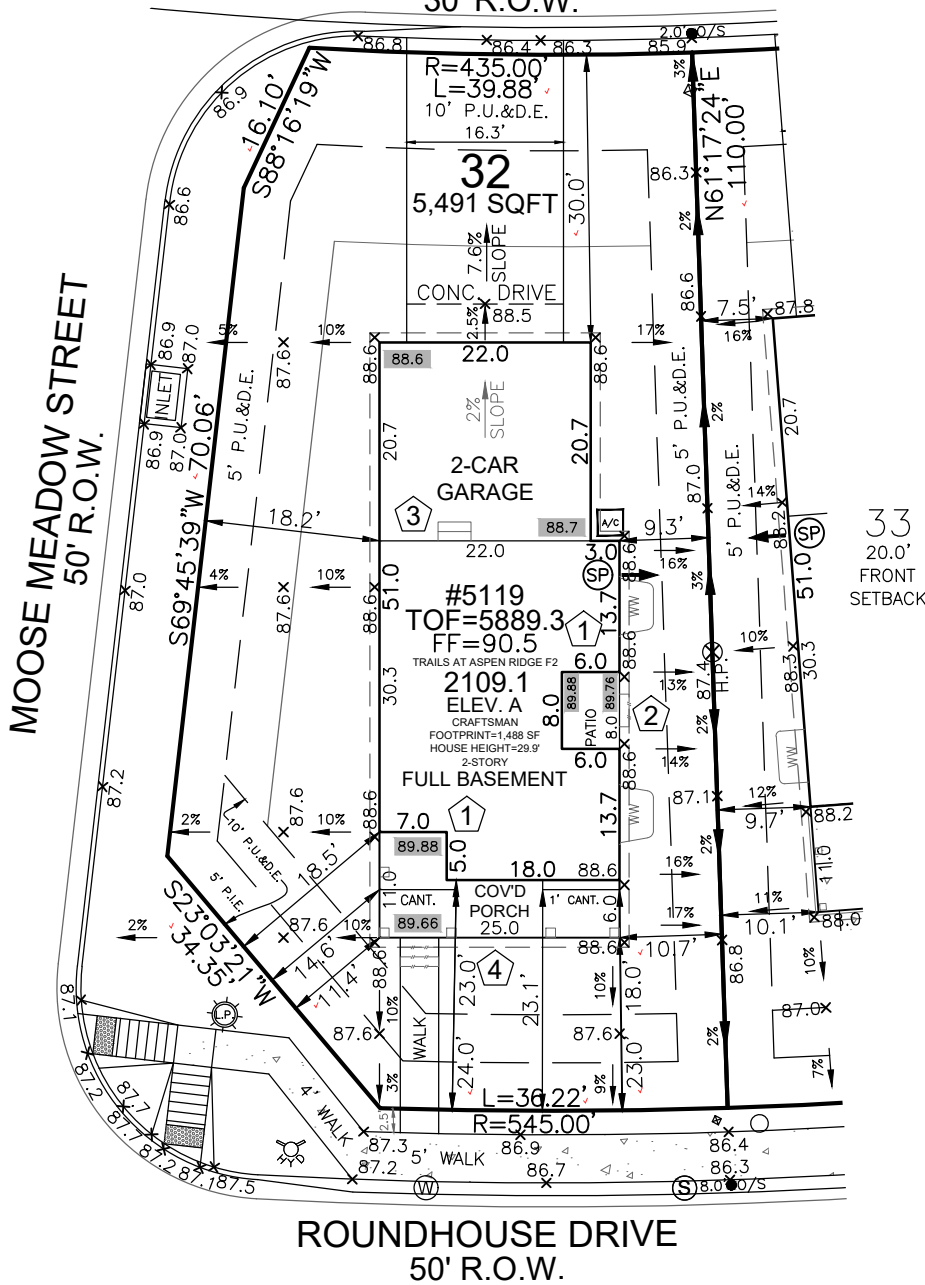 50' R.O.W.
2.0' O/S
86.8
86.4
86.3
85.9
R=435.00'
L=39.88'
10' P.U.&D.E.
16.3'
3%
86.9
16.10'
S88°16'19"W
32
5,491 SQFT
30.0'
86.3
N61°17'24"E
110.00'
86.6
7.6%
SLOPE
2%
CONC. DRIVE
88.5
2.5%
86.6
7.5'
87.8
16%
MOOSE MEADOW STREET
50' R.O.W.
86.9
87.0
INLET
86.9
87.0
5%
87.6
10%
88.6
88.6
22.0
88.6
17%
2%
SLOPE
5' P.U.&D.E.
20.7
20.7
5' P.U.&D.E.
2%
20.7
S69°45'39"W
70.06'
2-CAR
GARAGE
87.0
5' P.U.&D.E.
14%
88.2
18.2'
3
88.7
A/C
9.3'
SP
33
20.0'
FRONT
SETBACK
22.0
3.0
88.6
16%
SP
87.0
4%
87.6
10%
88.6
51.0
#5119
TOF=5889.3
FF=90.5
TRAILS AT ASPEN RIDGE F2
2109.1
ELEV. A
CRAFTSMAN
FOOTPRINT=1,488 SF
HOUSE HEIGHT=29.9'
2-STORY
FULL BASEMENT
1
13.7
WW
3%
51.0
10%
88.6
6.0
89.88
89.76
8.0
PATIO
8.0
6.0
13%
2
87.4
H.P.
88.3
30.3
30.3
88.6
14%
2%
WW
87.2
87.6
88.6
13.7
WW
87.1
12%
9.7'
88.2
2%
10%
7.0
1
89.88
5.0
18.0
88.6
16%
2%
11.0
10' P.U.&D.E.
5' P.I.E.
18.5'
11.0
CANT.
COV'D
PORCH
25.0
1' CANT.
6.0
17%
11%
10.1'
88.0
S23°03'21"W
34.35'
2%
87.6
10%
89.66
88.6
88.6
10.7'
86.8
14.6'
11.4'
4
10%
87.1
L.P.
87.6
10%
WALK
23.0'
23.1'
10%
87.6
18.0'
87.0
2%
7%
24.0'
23.0'
3%
9%
87.2
87.7
87.7
87.2
87.1
87.5
4' WALK
2.5'
L=36.22'
R=545.00'
87.3
86.9
86.4
87.2
5' WALK
86.7
86.3
W
S
8.0' O/S
ROUNDHOUSE DRIVE
50' R.O.W.